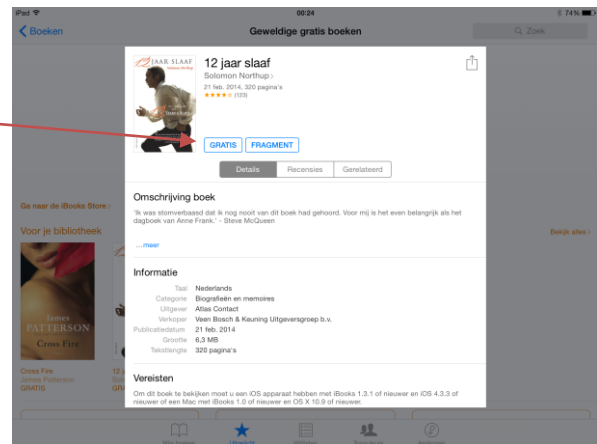 iPad 00:24 74%
Boeken Geweldige gratis boeken Zoek
JAAR SLAAF
12 jaar slaaf
Solomon Northup
21 feb. 2014, 320 pagina's
(123)
GRATIS FRAGMENT
Details Recensies Gerelateerd
Omschrijving boek
'Ik was stomverbaasd dat ik nog nooit van dit boek had gehoord. Voor mij is het even belangrijk als het
dagboek van Anne Frank.' - Steve McQueen
...meer
Informatie
Taal Nederlands
Categorie Biografieën en memoires
Uitgever Atlas Contact
Verkoper Veen Bosch & Keuning Uitgeversgroep b.v.
Publicatiedatum 21 feb. 2014
Grootte 6,3 MB
Tekstlengte 320 pagina's
Vereisten
Om dit boek te bekijken moet u een iOS apparaat hebben met iBooks 1.3.1 of nieuwer en iOS 4.3.3 of
nieuwer of een Mac met iBooks 1.0 of nieuwer en OS X 10.9 of nieuwer.
Ga naar de iBooks Store
Voor je bibliotheek Bekijk alles
James
PATTERSON
Cross Fire
Cross Fire
James Patterson
GRATIS
12 j
GRA